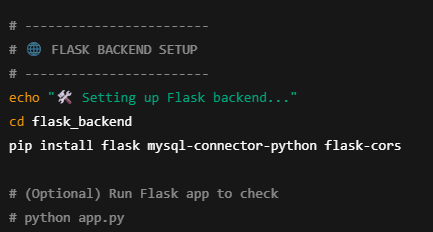 # ------------------------
# 🌐 FLASK BACKEND SETUP
# ------------------------
echo "🛠️ Setting up Flask backend..."
cd flask_backend
pip install flask mysql-connector-python flask-cors
# (Optional) Run Flask app to check
# python app.py